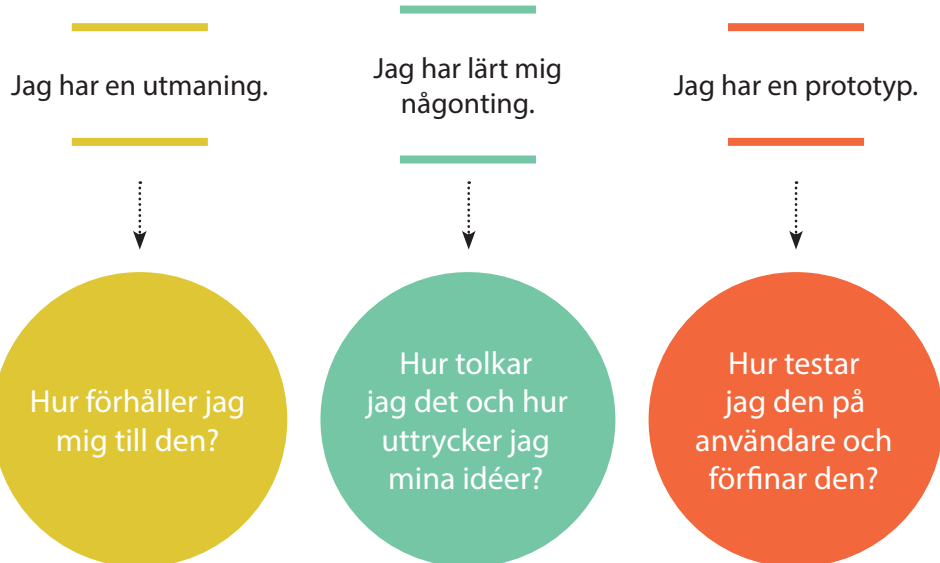 Jag har en utmaning.
Jag har lärt mig
någonting.
Jag har en prototyp.
Hur förhåller jag
mig till den?
Hur tolkar
jag det och hur
uttrycker jag
mina idéer?
Hur testar
jag den på
användare och
förfinar den?